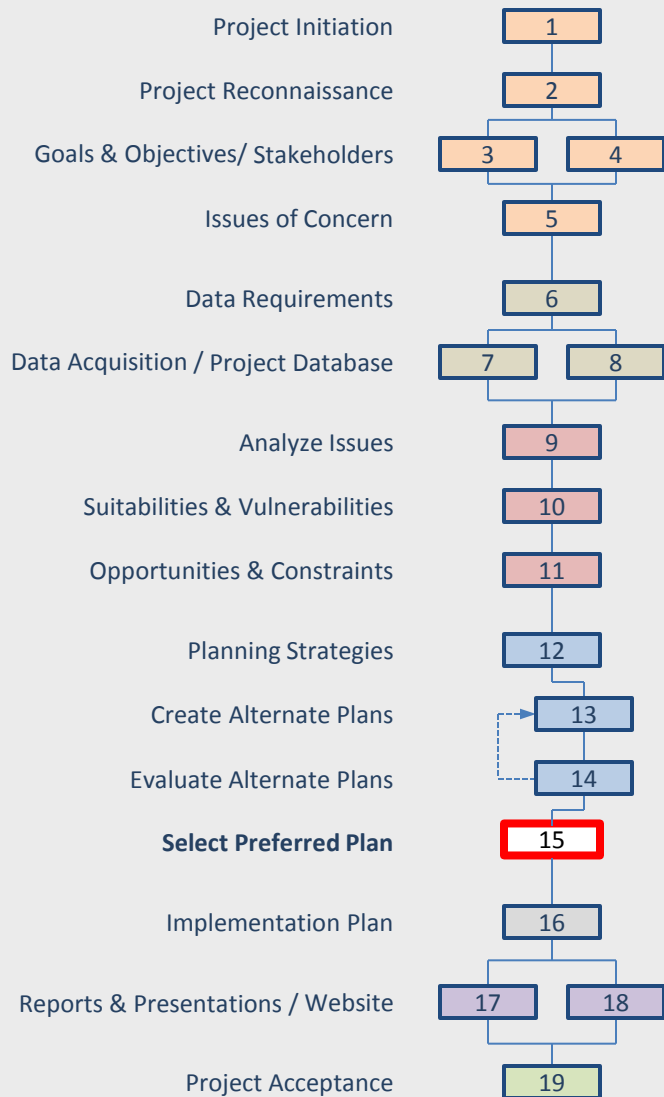 Project Initiation 1
Project Reconnaissance 2
Goals & Objectives/ Stakeholders 3 4
Issues of Concern 5
Data Requirements 6
Data Acquisition / Project Database 7 8
Analyze Issues 9
Suitabilities & Vulnerabilities 10
Opportunities & Constraints 11
Planning Strategies 12
Create Alternate Plans 13
Evaluate Alternate Plans 14
Select Preferred Plan 15
Implementation Plan 16
Reports & Presentations / Website 17 18
Project Acceptance 19